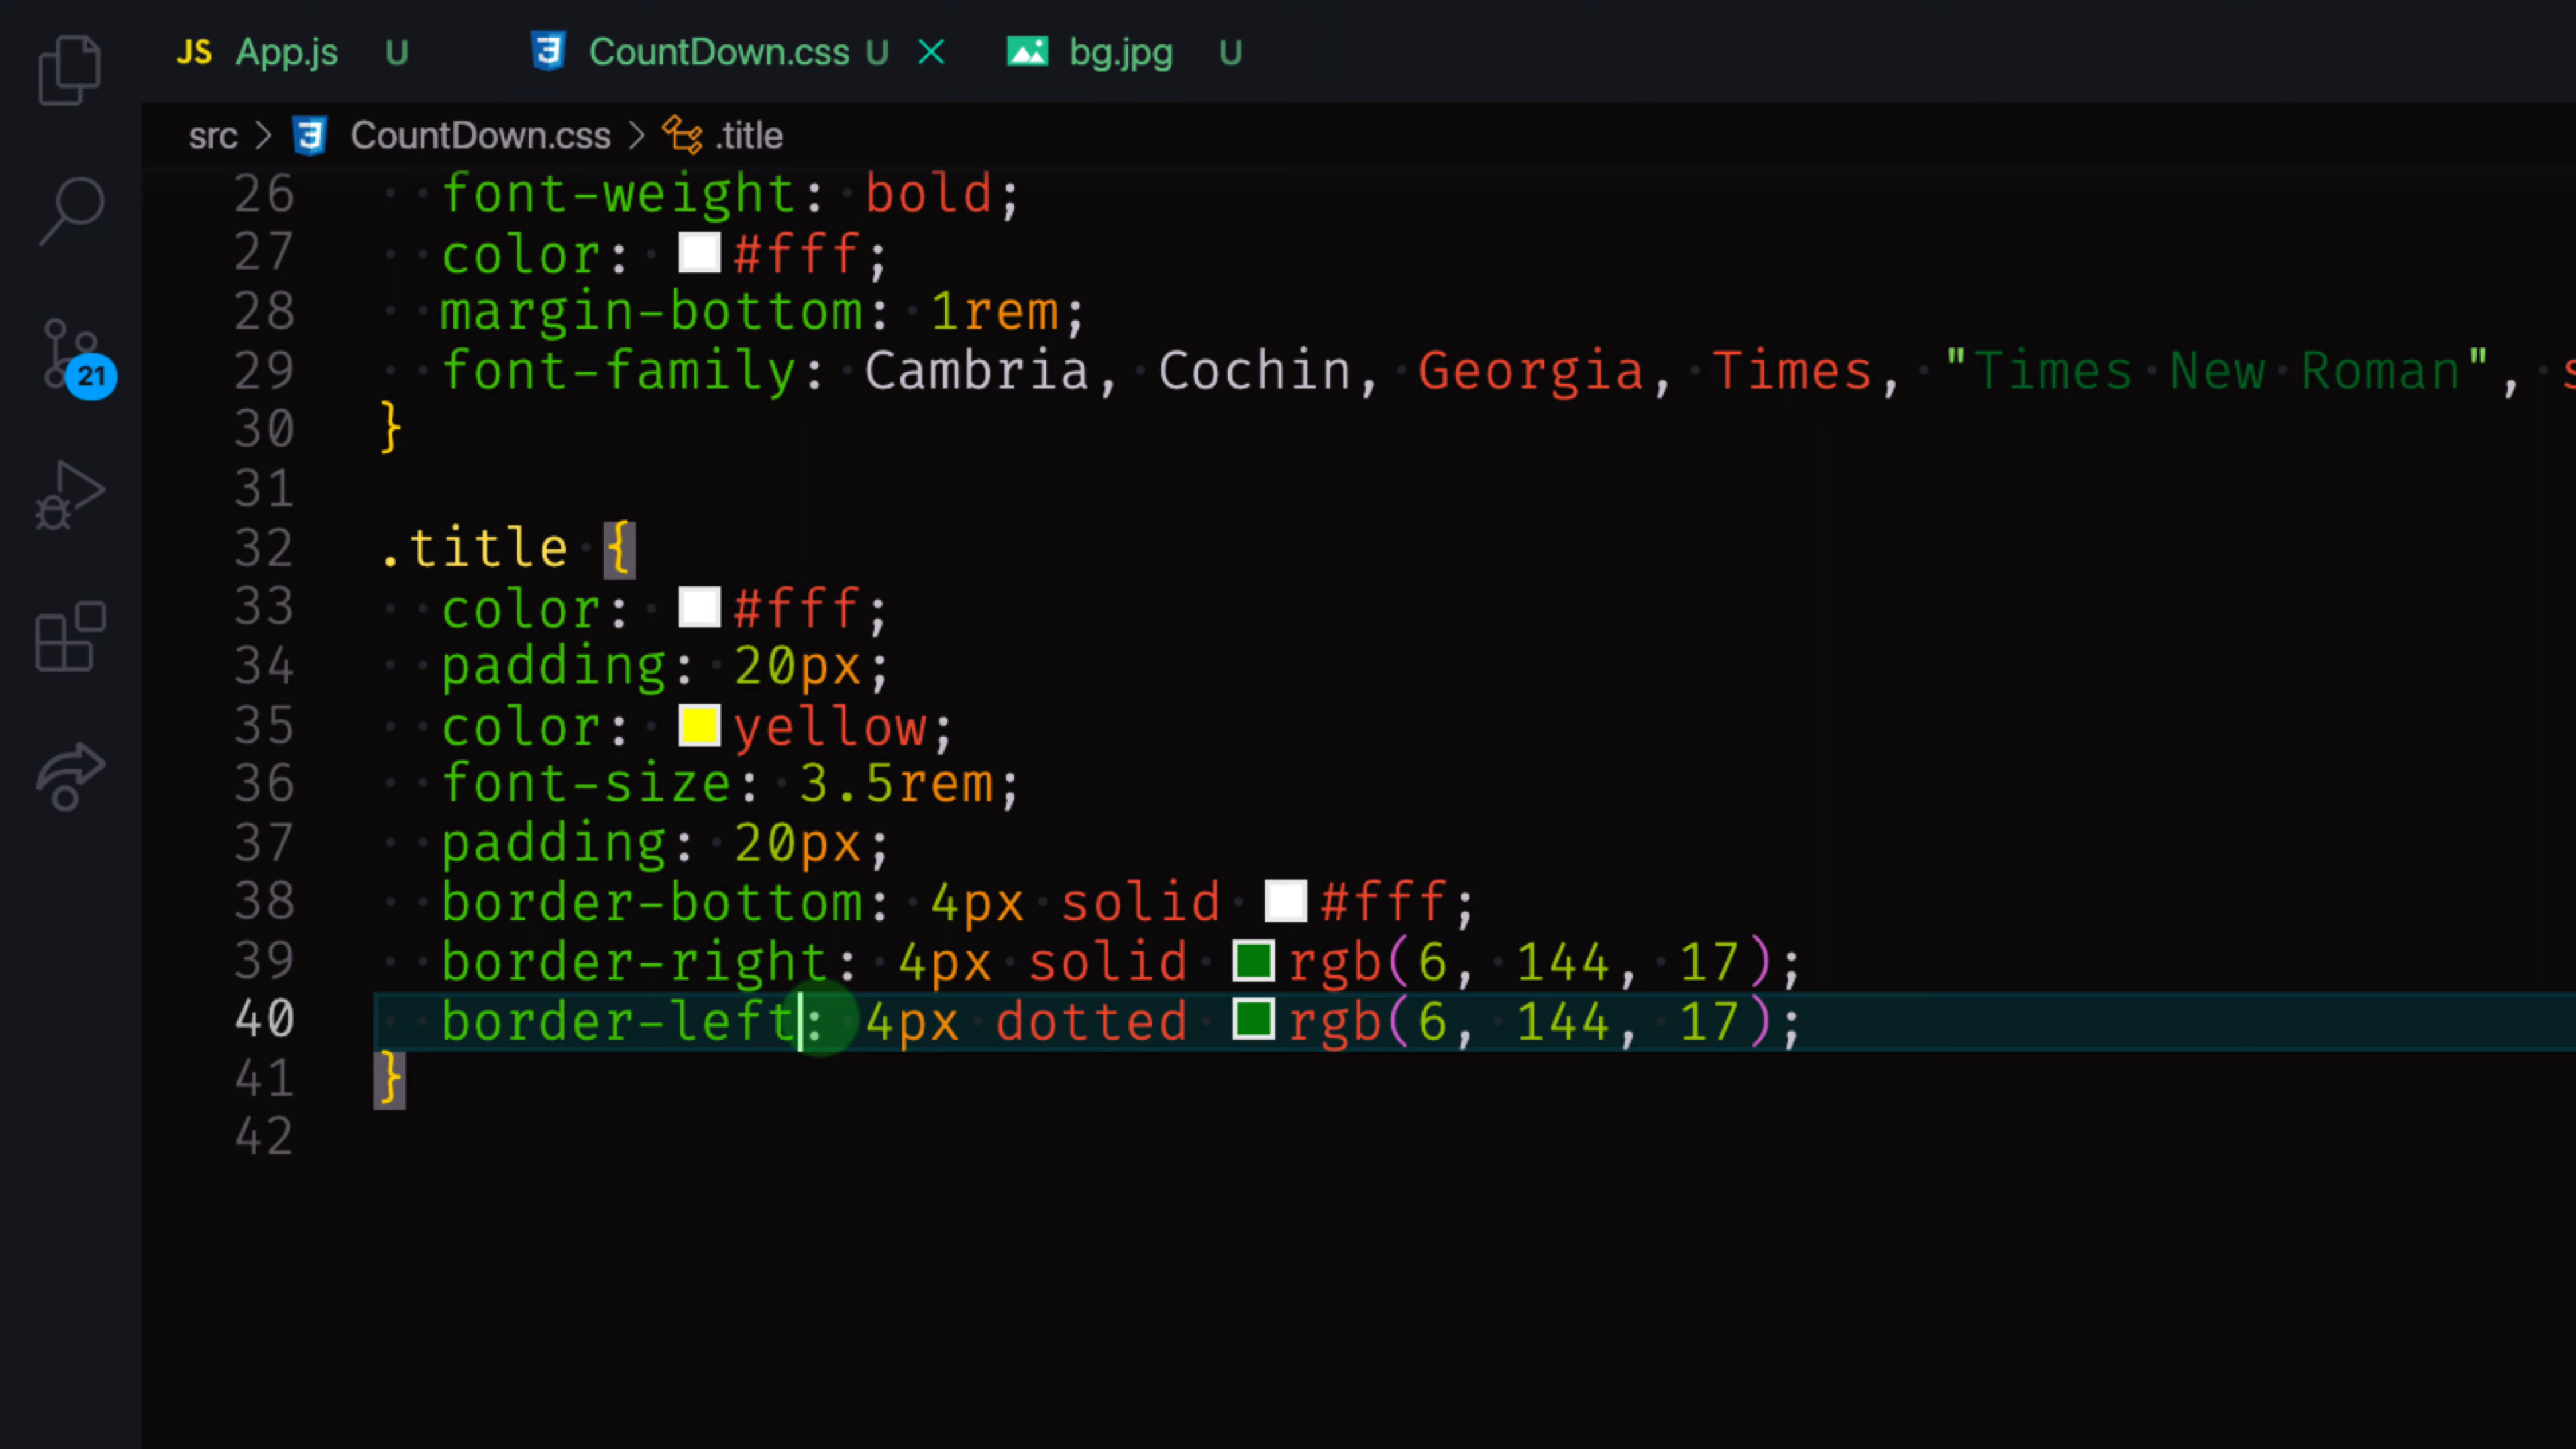 JS App.js U CountDown.css U bg.jpg U
src > CountDown.css > .title
26 font-weight: bold;
27 color: #fff;
28 margin-bottom: 1rem;
29 font-family: Cambria, Cochin, Georgia, Times, "Times New Roman", s
30 }
31
32 .title {
33 color: #fff;
34 padding: 20px;
35 color: yellow;
36 font-size: 3.5rem;
37 padding: 20px;
38 border-bottom: 4px solid #fff;
39 border-right: 4px solid rgb(6, 144, 17);
40 border-left: 4px dotted rgb(6, 144, 17);
41 }
42
21